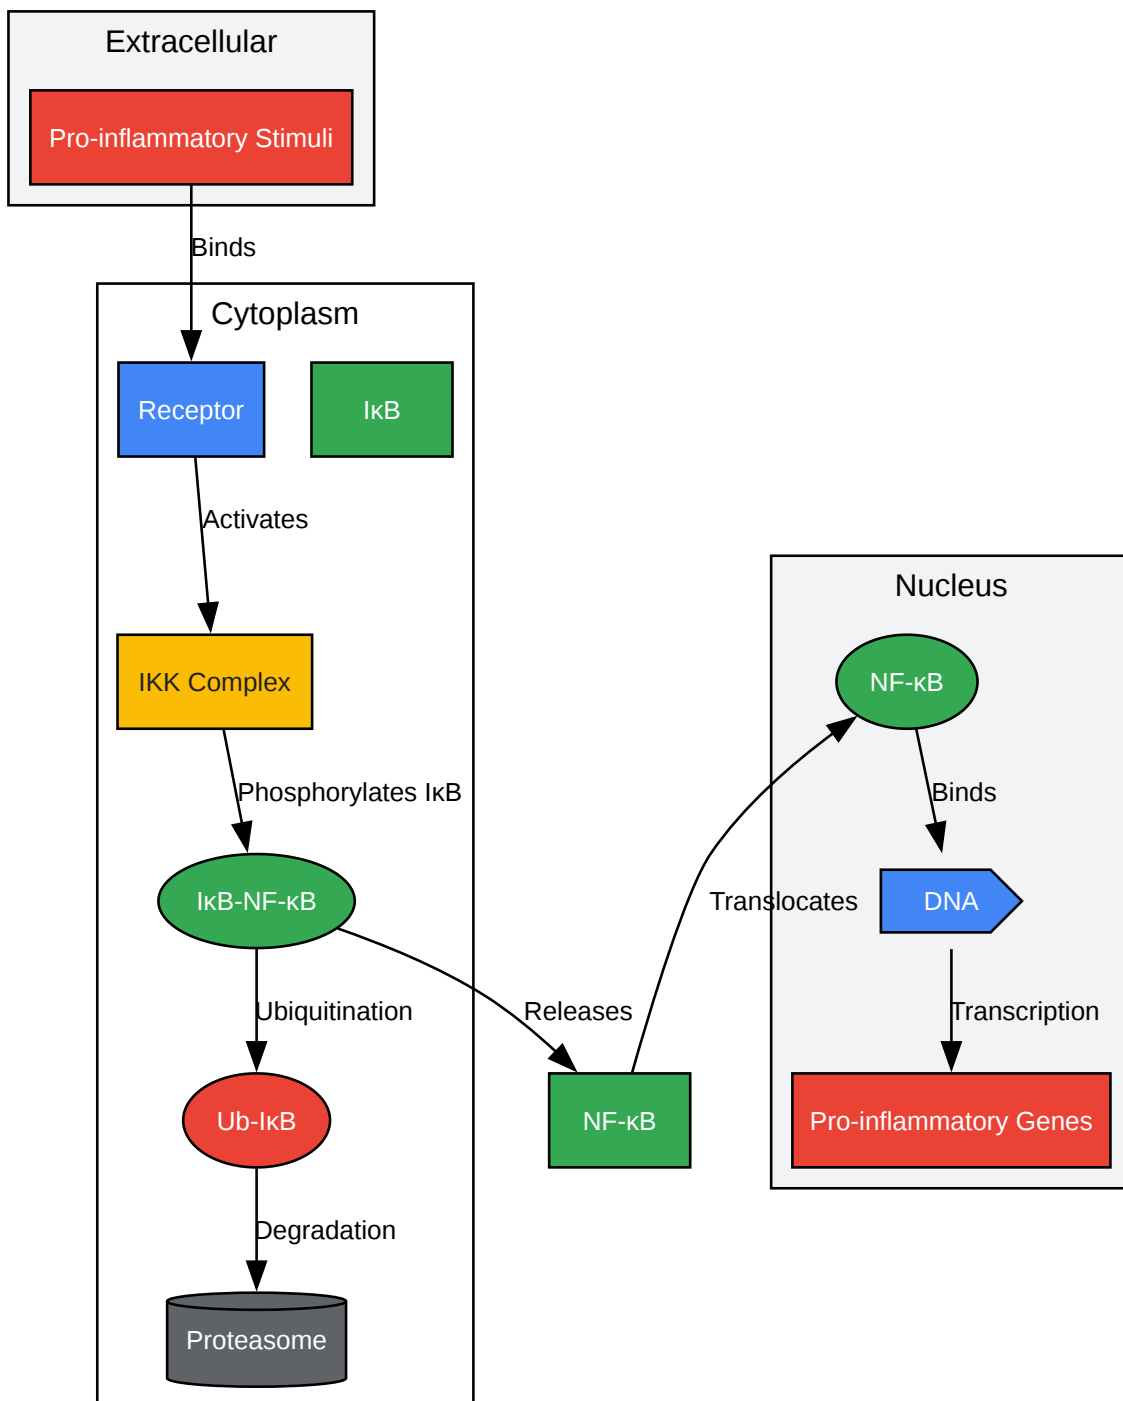 Extracellular
Pro-inflammatory Stimuli
Binds
Cytoplasm
Receptor
IκB
Activates
IKK Complex
Phosphorylates IκB
IκB-NF-κB
Ubiquitination
Releases
Ub-IκB
NF-κB
Degradation
Proteasome
Translocates
Nucleus
NF-κB
Binds
DNA
Transcription
Pro-inflammatory Genes